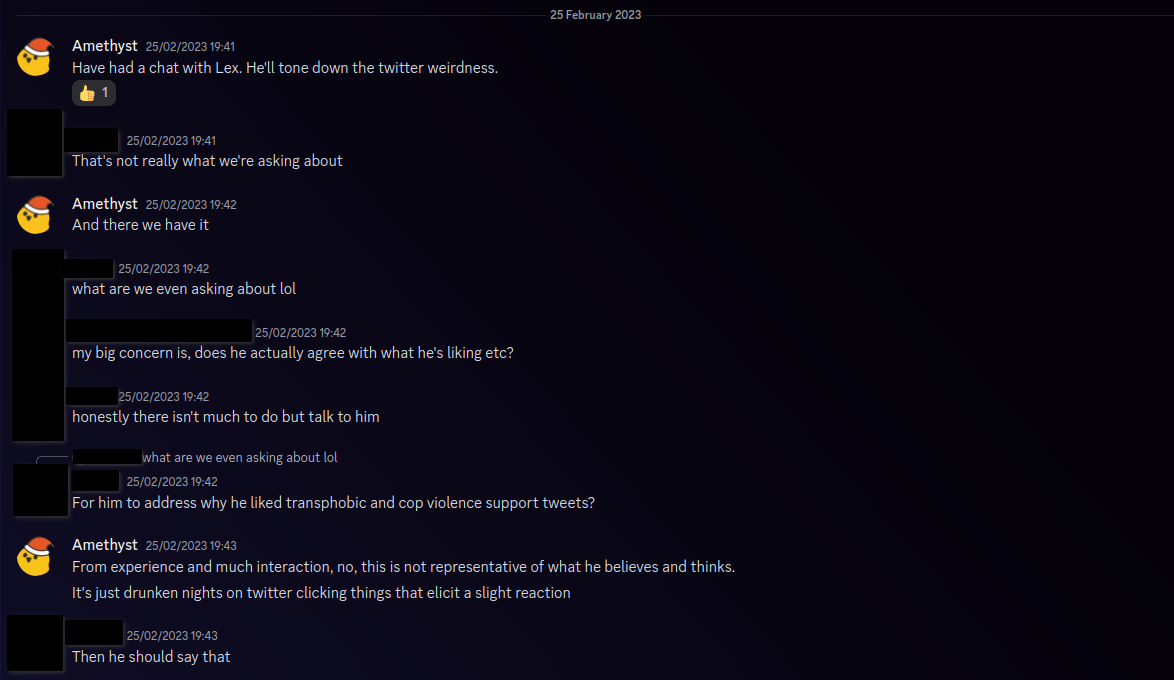 25 February 2023
Amethyst 25/02/2023 19:41
Have had a chat with Lex. He'll tone down the twitter weirdness.
👍 1
25/02/2023 19:41
That's not really what we're asking about
Amethyst 25/02/2023 19:42
And there we have it
25/02/2023 19:42
what are we even asking about lol
25/02/2023 19:42
my big concern is, does he actually agree with what he's liking etc?
25/02/2023 19:42
honestly there isn't much to do but talk to him
what are we even asking about lol
25/02/2023 19:42
For him to address why he liked transphobic and cop violence support tweets?
Amethyst 25/02/2023 19:43
From experience and much interaction, no, this is not representative of what he believes and thinks.
It's just drunken nights on twitter clicking things that elicit a slight reaction
25/02/2023 19:43
Then he should say that